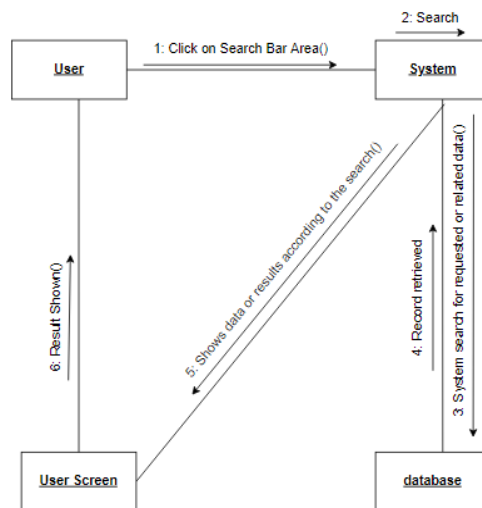 2: Search
1: Click on Search Bar Area()
User
System
5: Shows data or results according to the search()
3: System search for requested or related data()
4: Record retrieved
6: Result Shown()
User Screen
database